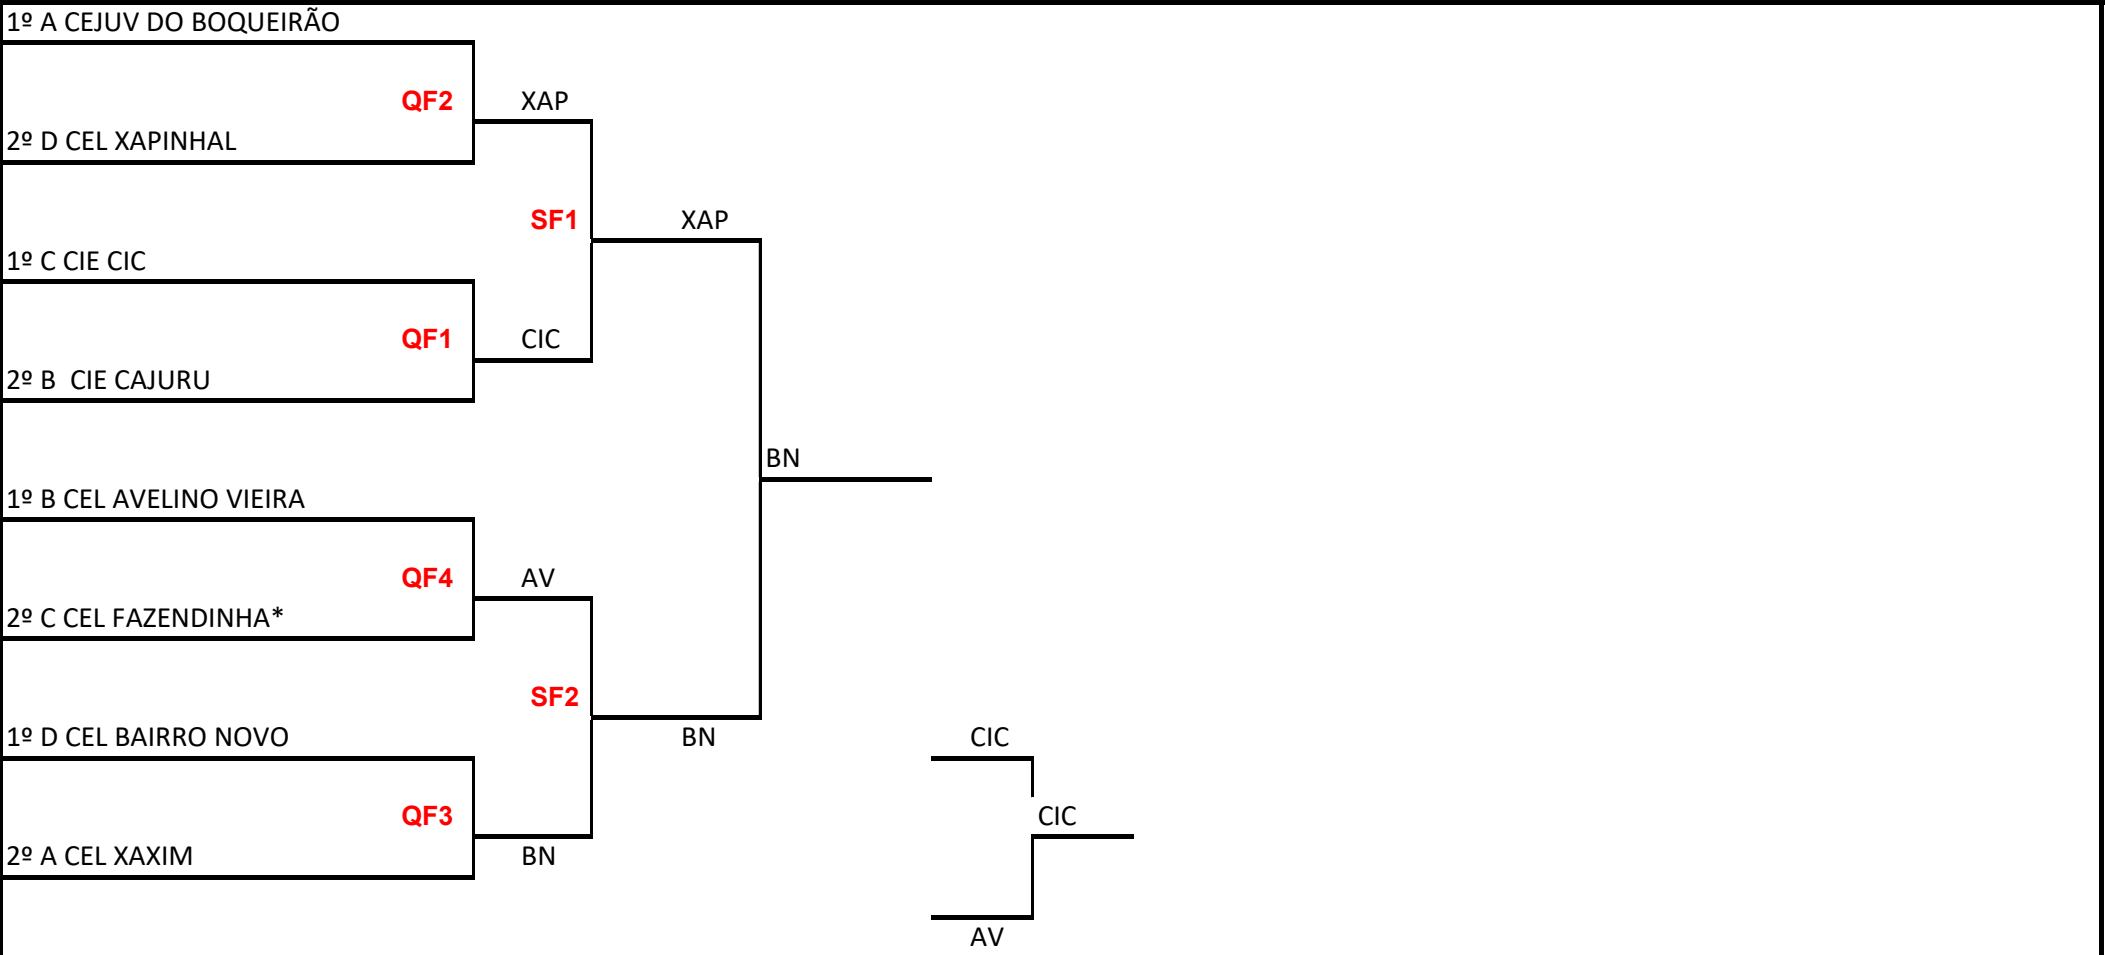 1º A CEJUV DO BOQUEIRÃO
QF2 XAP
2º D CEL XAPINHAL
SF1 XAP
1º C CIE CIC
QF1 CIC
2º B  CIE CAJURU
BN
1º B CEL AVELINO VIEIRA
QF4 AV
2º C CEL FAZENDINHA*
SF2
1º D CEL BAIRRO NOVO BN CIC
QF3 CIC
2º A CEL XAXIM BN
AV